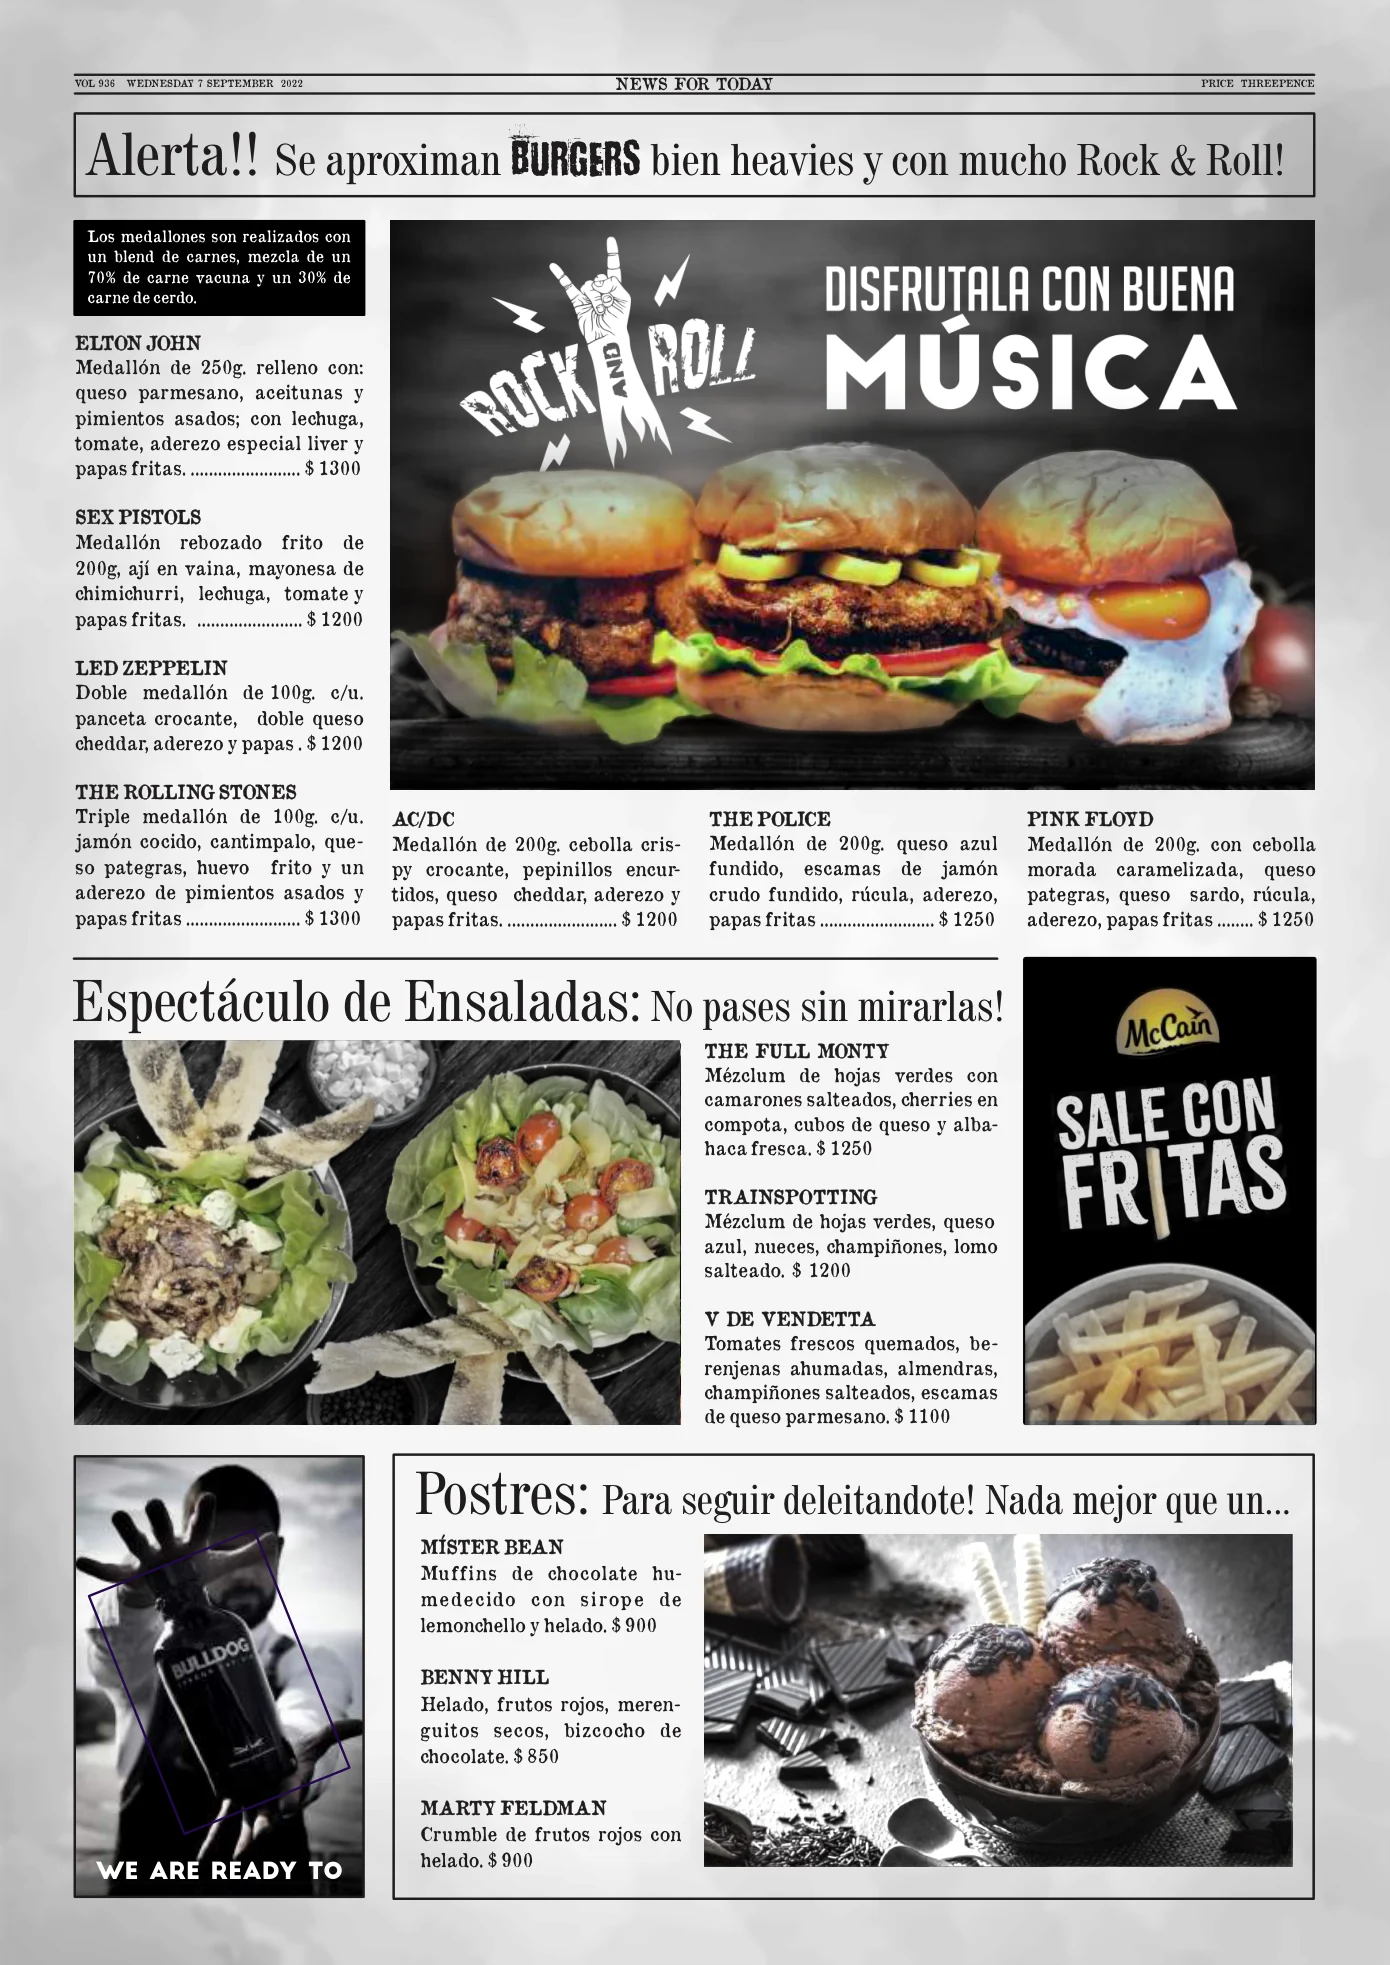 VOL 936 WEDNESDAY 7 SEPTEMBER 2022
NEWS FOR TODAY
PRICE THREEPENCE
Alerta!! Se aproximan BURGERS bien heavies y con mucho Rock & Roll!
Los medallones son realizados con
un blend de carnes, mezcla de un
70% de carne vacuna y un 30% de
carne de cerdo.
ELTON JOHN
Medallón de 250g. relleno con:
queso parmesano, aceitunas y
pimientos asados; con lechuga,
tomate, aderezo especial liver y
papas fritas. ........................ $ 1300
SEX PISTOLS
Medallón rebozado frito de
200g, ají en vaina, mayonesa de
chimichurri, lechuga, tomate y
papas fritas. ....................... $ 1200
LED ZEPPELIN
Doble medallón de 100g. c/u.
panceta crocante, doble queso
cheddar, aderezo y papas . $ 1200
THE ROLLING STONES
Triple medallón de 100g. c/u.
jamón cocido, cantimpalo, que-
so pategras, huevo frito y un
aderezo de pimientos asados y
papas fritas ......................... $ 1300
ROCK AND ROLL
DISFRUTALA CON BUENA
MÚSICA
AC/DC
Medallón de 200g. cebolla cris-
py crocante, pepinillos encur-
tidos, queso cheddar, aderezo y
papas fritas. ........................ $ 1200
THE POLICE
Medallón de 200g. queso azul
fundido, escamas de jamón
crudo fundido, rúcula, aderezo,
papas fritas ......................... $ 1250
PINK FLOYD
Medallón de 200g. con cebolla
morada caramelizada, queso
pategras, queso sardo, rúcula,
aderezo, papas fritas ........ $ 1250
Espectáculo de Ensaladas: No pases sin mirarlas!
THE FULL MONTY
Mézclum de hojas verdes con
camarones salteados, cherries en
compota, cubos de queso y alba-
haca fresca. $ 1250
TRAINSPOTTING
Mézclum de hojas verdes, queso
azul, nueces, champiñones, lomo
salteado. $ 1200
V DE VENDETTA
Tomates frescos quemados, be-
renjenas ahumadas, almendras,
champiñones salteados, escamas
de queso parmesano. $ 1100
McCain
SALE CON
FRITAS
BULLDOG
WE ARE READY TO
Postres: Para seguir deleitandote! Nada mejor que un...
MÍSTER BEAN
Muffins de chocolate hu-
medecido con sirope de
lemonchello y helado. $ 900
BENNY HILL
Helado, frutos rojos, meren-
guitos secos, bizcocho de
chocolate. $ 850
MARTY FELDMAN
Crumble de frutos rojos con
helado. $ 900